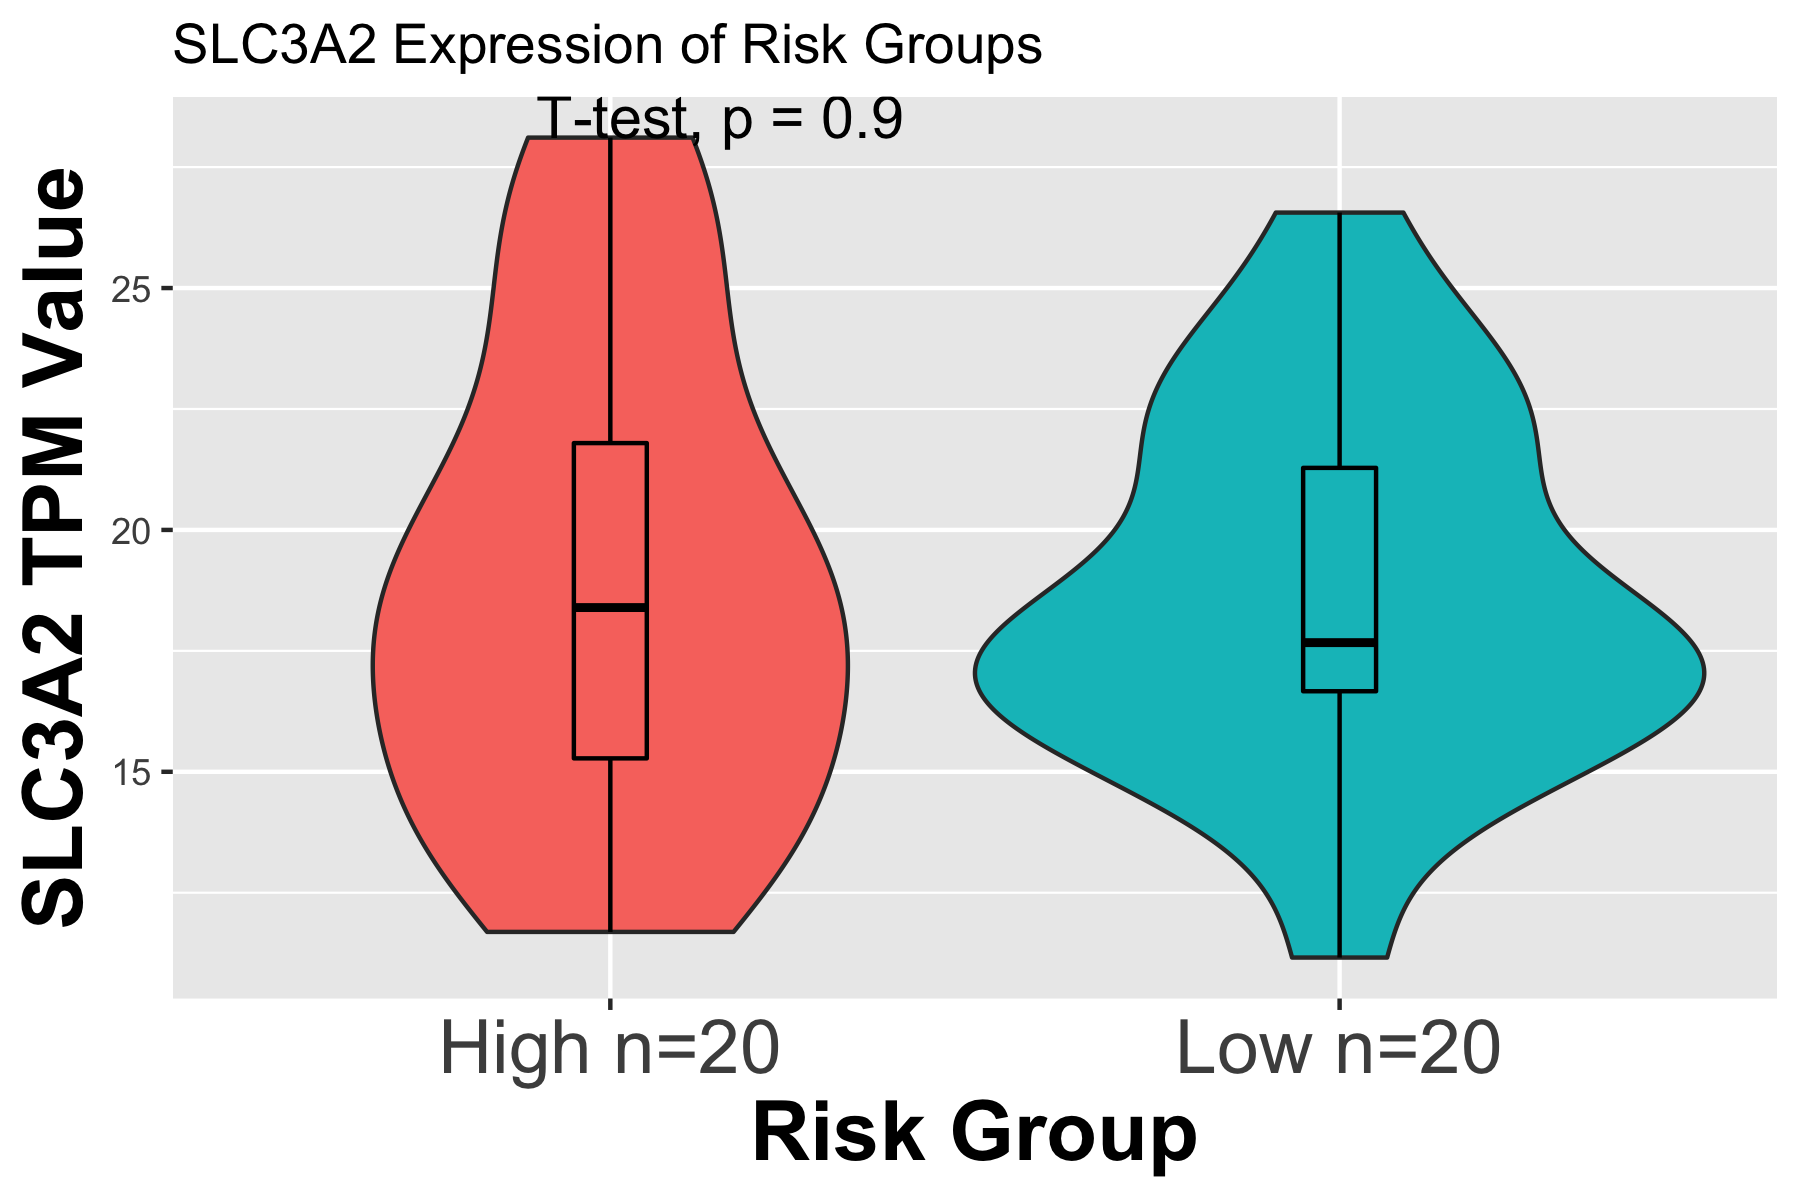 SLC3A2 Expression of Risk Groups
T-test, p = 0.9
SLC3A2 TPM Value
25
20
15
High n=20
Low n=20
Risk Group